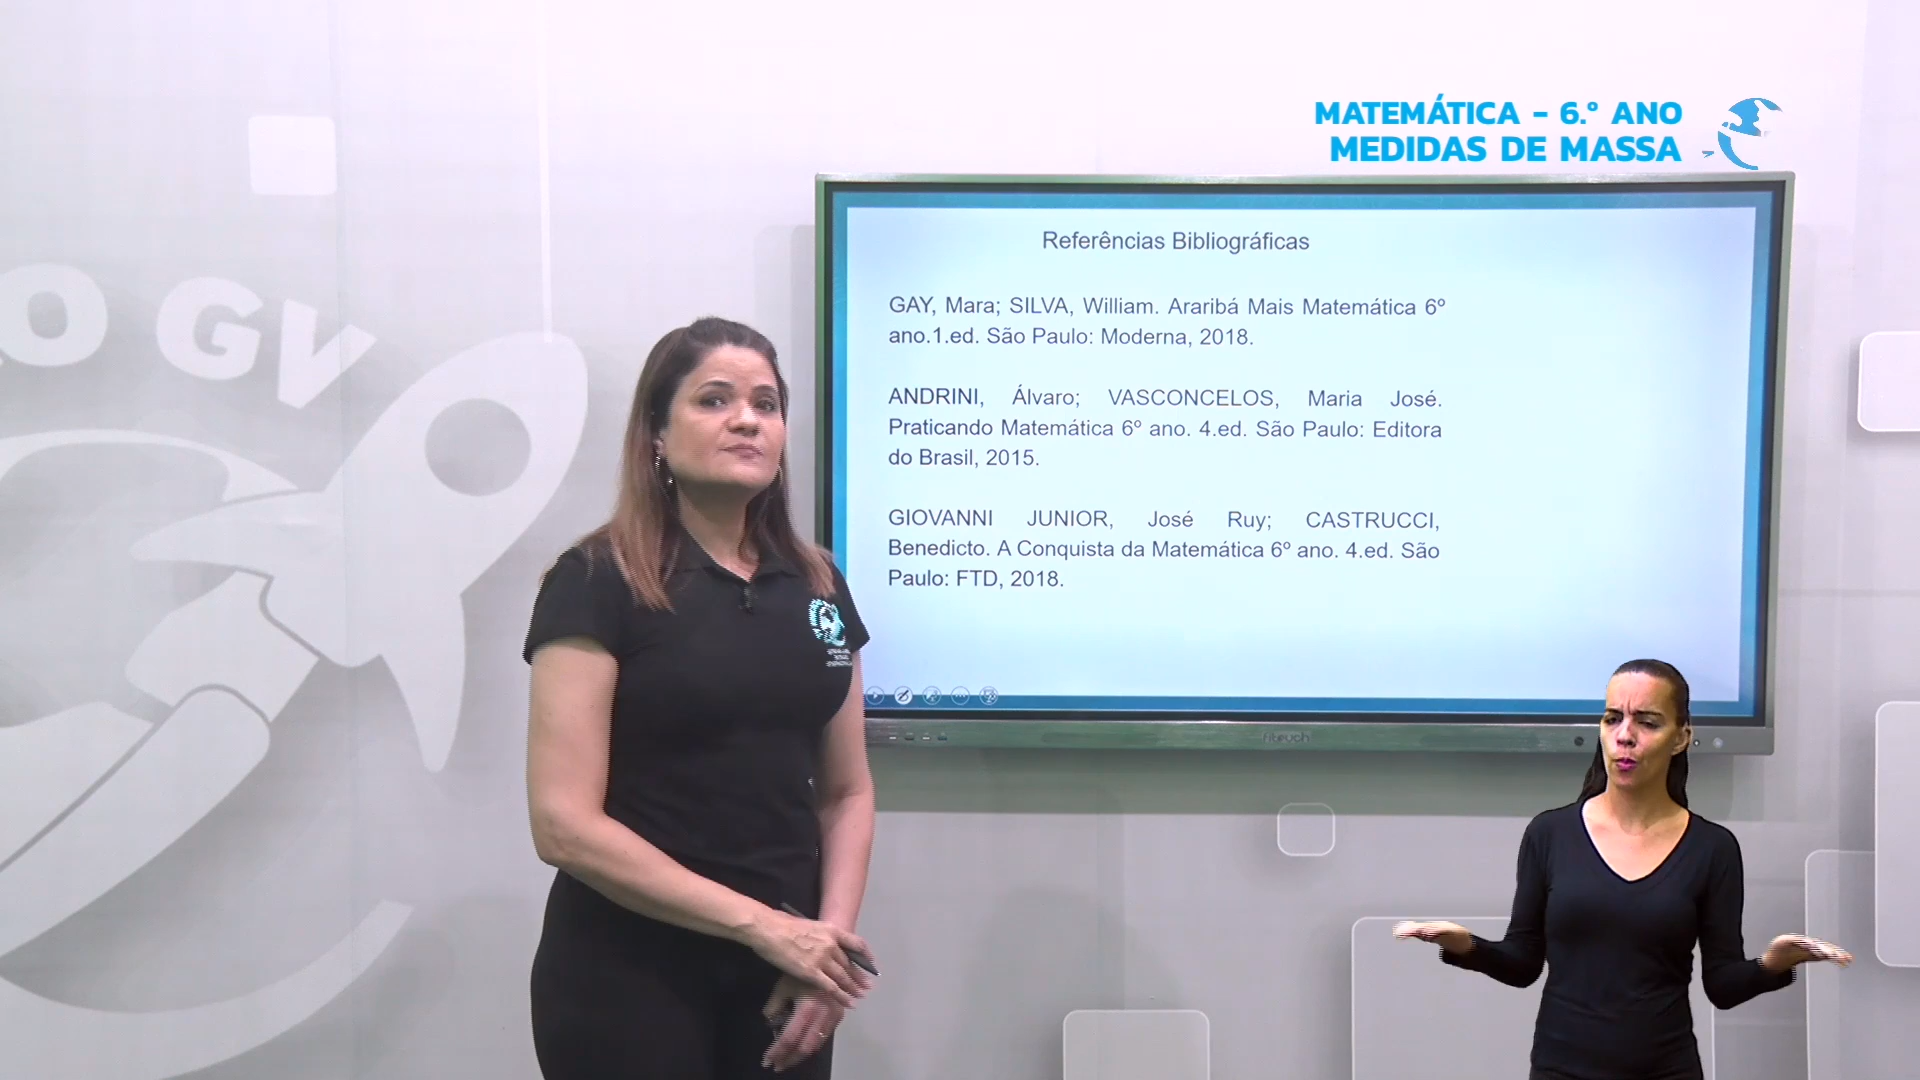 MATEMÁTICA - 6.º ANO
MEDIDAS DE MASSA
Referências Bibliográficas
GAY, Mara; SILVA, William. Araribá Mais Matemática 6º
ano.1.ed. São Paulo: Moderna, 2018.
ANDRINI, Álvaro; VASCONCELOS, Maria José.
Praticando Matemática 6º ano. 4.ed. São Paulo: Editora
do Brasil, 2015.
GIOVANNI JUNIOR, José Ruy; CASTRUCCI,
Benedicto. A Conquista da Matemática 6º ano. 4.ed. São
Paulo: FTD, 2018.
O GV